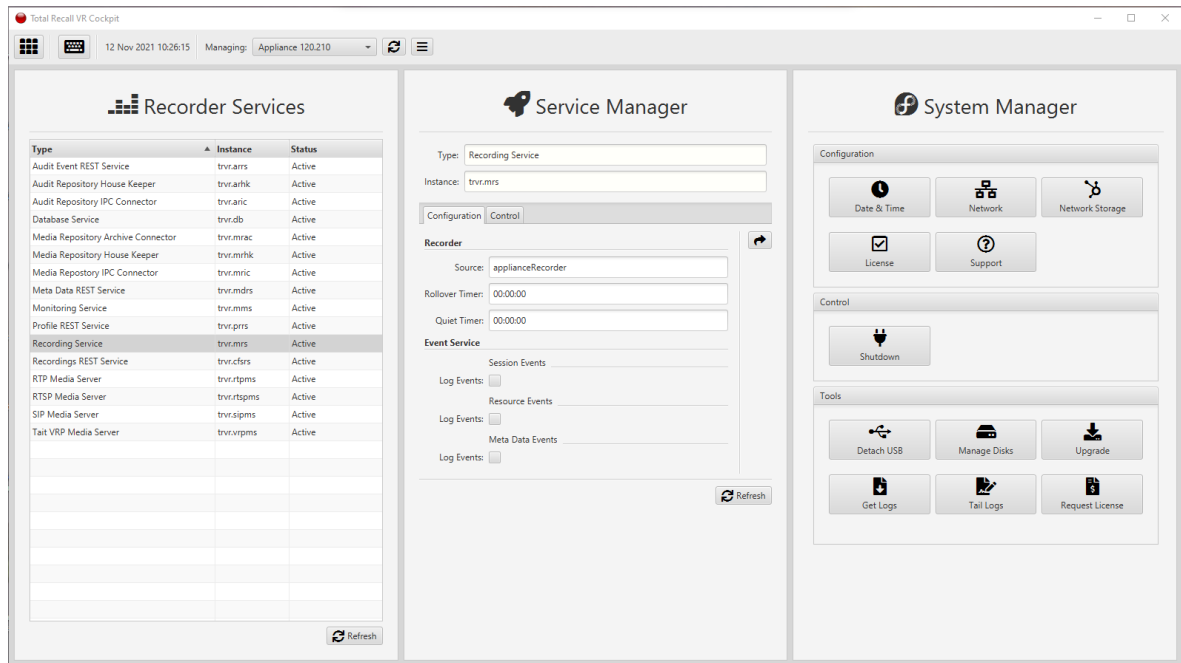 Total Recall VR Cockpit
12 Nov 2021 10:26:15 Managing: Appliance 120.210
Recorder Services
Type Instance Status
Audit Event REST Service trvr.arrs Active
Audit Repository House Keeper trvr.arhk Active
Audit Repository IPC Connector trvr.aric Active
Database Service trvr.db Active
Media Repository Archive Connector trvr.mrac Active
Media Repository House Keeper trvr.mrhk Active
Media Repostory IPC Connector trvr.mric Active
Meta Data REST Service trvr.mdrs Active
Monitoring Service trvr.mms Active
Profile REST Service trvr.prrs Active
Recording Service trvr.mrs Active
Recordings REST Service trvr.cfsrs Active
RTP Media Server trvr.rtpms Active
RTSP Media Server trvr.rtspms Active
SIP Media Server trvr.sipms Active
Tait VRP Media Server trvr.vrpms Active
Refresh
Service Manager
Type: Recording Service
Instance: trvr.mrs
Configuration Control
Recorder
Source: applianceRecorder
Rollover Timer: 00:00:00
Quiet Timer: 00:00:00
Event Service
Session Events
Log Events:
Resource Events
Log Events:
Meta Data Events
Log Events:
Refresh
System Manager
Configuration
Date & Time Network Network Storage
License Support
Control
Shutdown
Tools
Detach USB Manage Disks Upgrade
Get Logs Tail Logs Request License